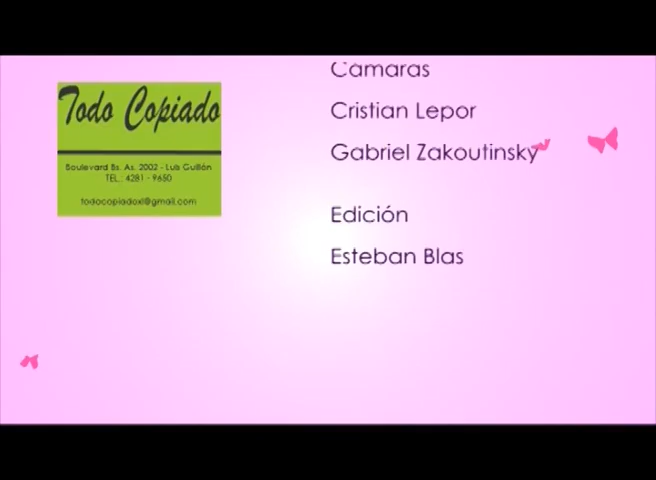 Todo Copiado
Boulevard Bs. As. 2002 - Luis Guillón
TEL.: 4281 - 9650
todocopiadoxl@gmail.com
Cámaras
Cristian Lepor
Gabriel Zakoutinsky
Edición
Esteban Blas